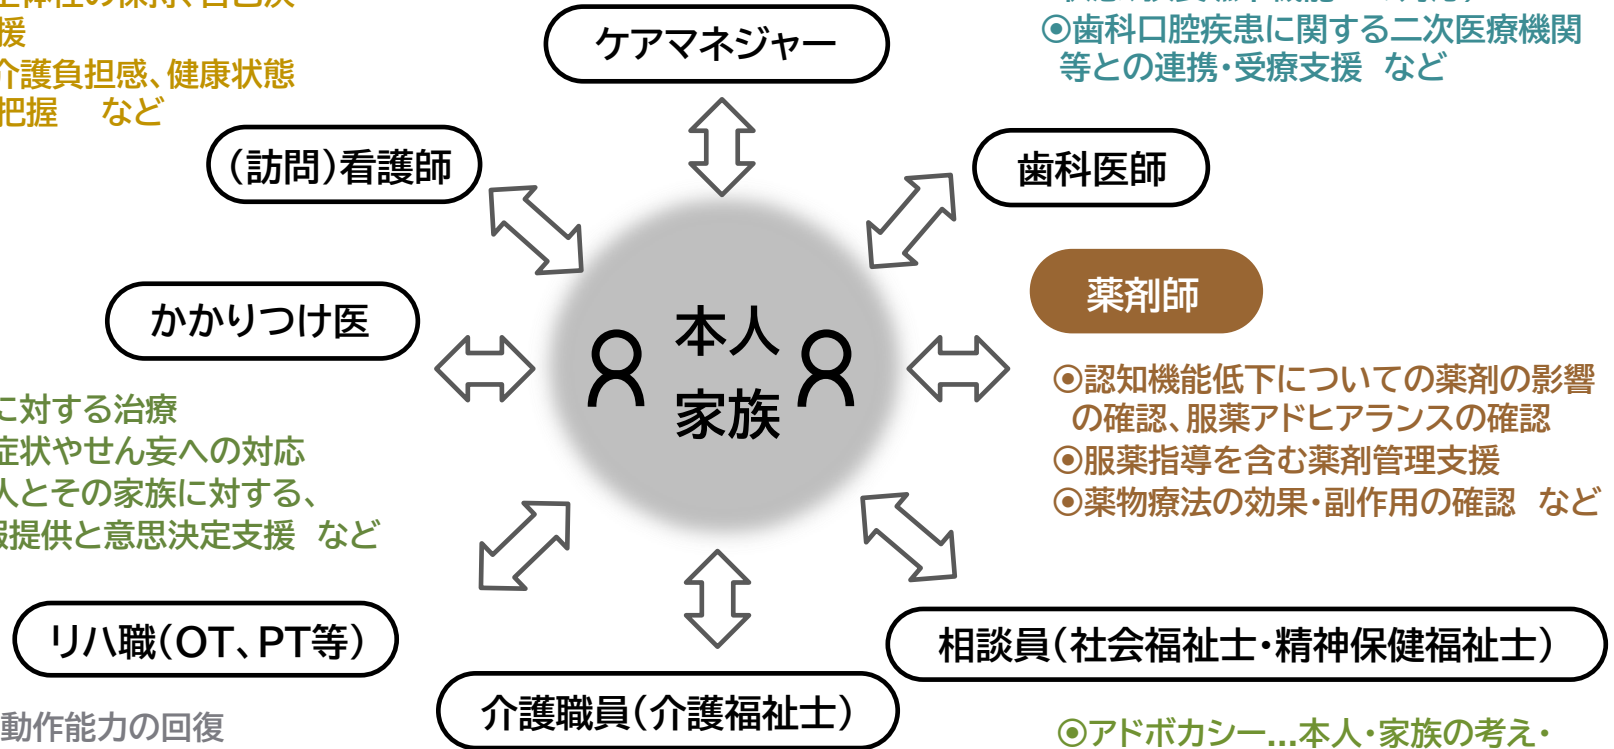 援
介護負担感、健康状態
把握 など
ケアマネジャー
◉歯科口腔疾患に関する二次医療機関
等との連携・受療支援 など
(訪問)看護師
歯科医師
かかりつけ医
薬剤師
本人
家族
◉認知機能低下についての薬剤の影響
の確認、服薬アドヒアランスの確認
◉服薬指導を含む薬剤管理支援
◉薬物療法の効果・副作用の確認 など
に対する治療
症状やせん妄への対応
人とその家族に対する、
報提供と意思決定支援 など
リハ職(OT、PT等)
動作能力の回復
介護職員(介護福祉士)
相談員(社会福祉士・精神保健福祉士)
◉アドボカシー...本人・家族の考え・